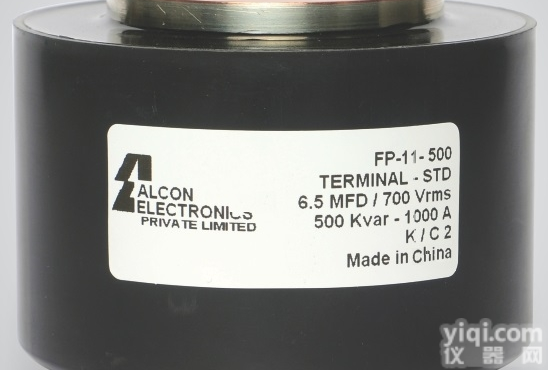 ALCON
ELECTRONICS
PRIVATE LIMITED
FP-11-500
TERMINAL - STD
6.5 MFD / 700 Vrms
500 Kvar - 1000 A
K / C 2
Made in China
yiqi.com
仪器网